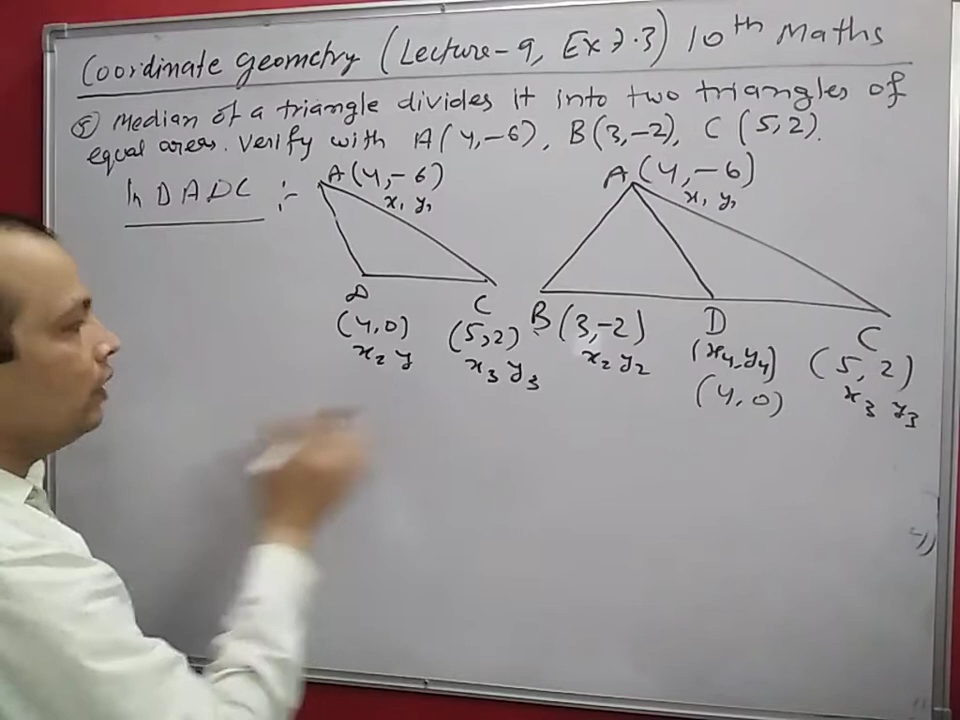 Coordinate geometry (Lecture-9, Ex 7.3) 10th Maths
⑤ Median of a triangle divides it into two triangles of
equal areas. Verify with A(4,-6), B(3,-2), C(5,2).
In Δ ADC :-
A(4,-6)
x₁ y₁
D
C
(4,0)
(5,2)
x₂ y
x₃ y₃
A(4,-6)
x₁ y₁
B(3,-2)
x₂ y₂
D
(x₄,y₄)
(4,0)
C
(5,2)
x₃ y₃